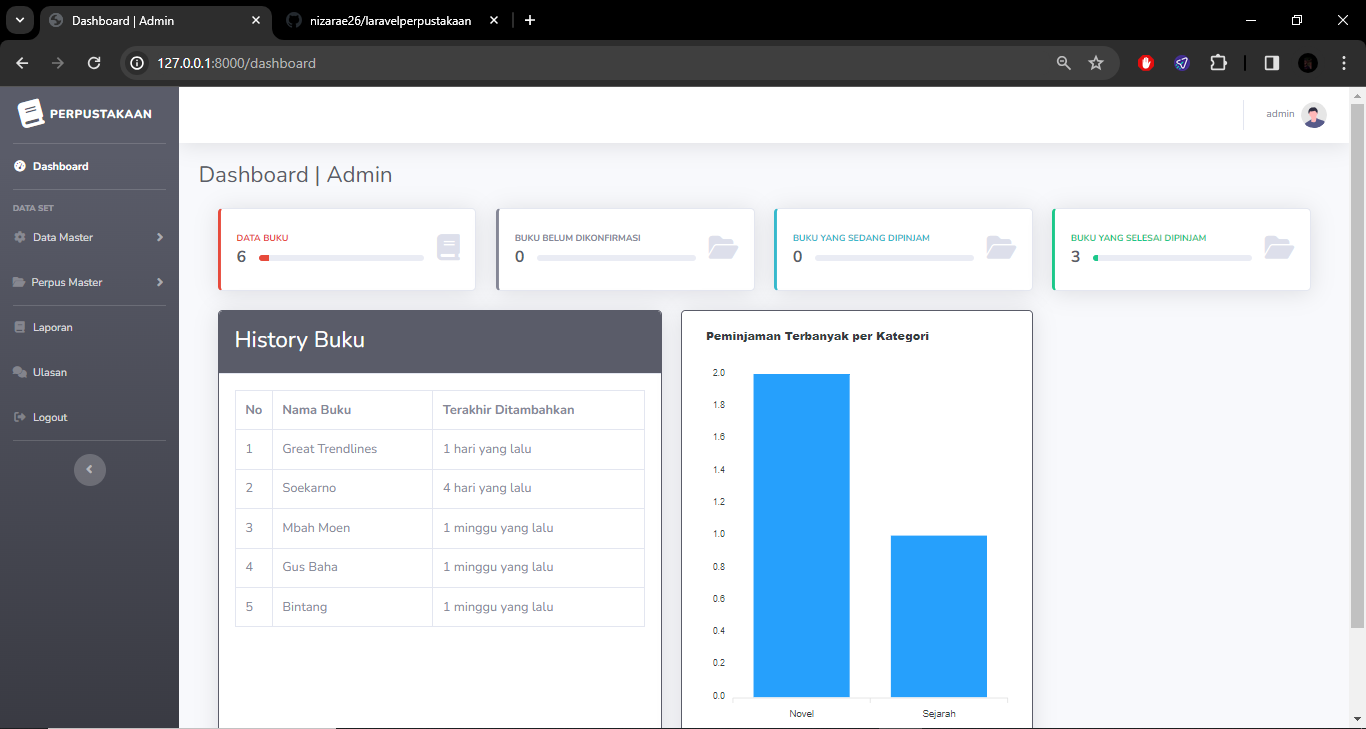 Dashboard | Admin
nizarae26/laravelperpustakaan
127.0.0.1:8000/dashboard
PERPUSTAKAAN
admin
Dashboard
DATA SET
Data Master
Perpus Master
Laporan
Ulasan
Logout
Dashboard | Admin
DATA BUKU
6
BUKU BELUM DIKONFIRMASI
0
BUKU YANG SEDANG DIPINJAM
0
BUKU YANG SELESAI DIPINJAM
3
History Buku
No Nama Buku Terakhir Ditambahkan
1 Great Trendlines 1 hari yang lalu
2 Soekarno 4 hari yang lalu
3 Mbah Moen 1 minggu yang lalu
4 Gus Baha 1 minggu yang lalu
5 Bintang 1 minggu yang lalu
Peminjaman Terbanyak per Kategori
2.0
1.8
1.6
1.4
1.2
1.0
0.8
0.6
0.4
0.2
0.0
Novel Sejarah